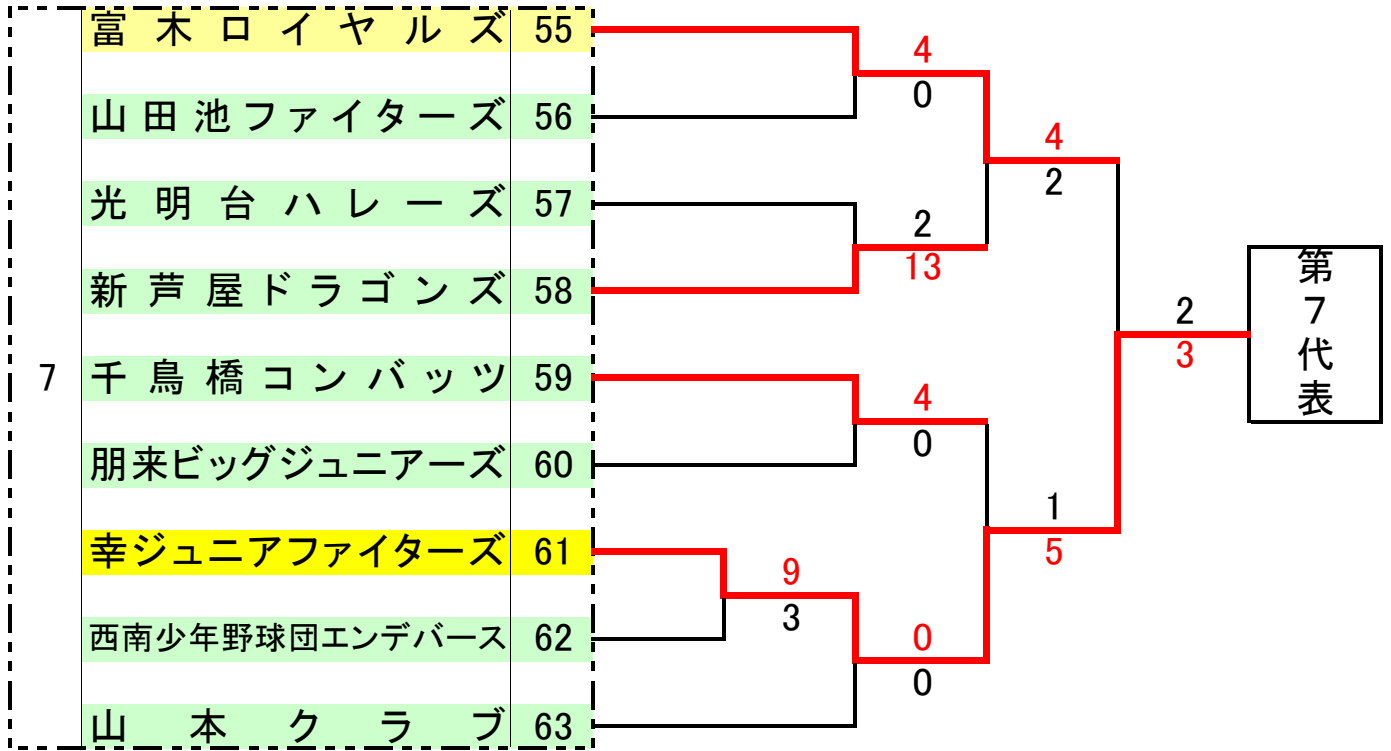 富木ロイヤルズ 55
4
0
山田池ファイターズ 56
4
2
光明台ハレーズ 57
2
13
新芦屋ドラゴンズ 58
2
3
第7代表
7
千鳥橋コンバッツ 59
4
0
朋来ビッグジュニアーズ 60
1
5
幸ジュニアファイターズ 61
9
3
西南少年野球団エンデバース 62
0
0
山本クラブ 63